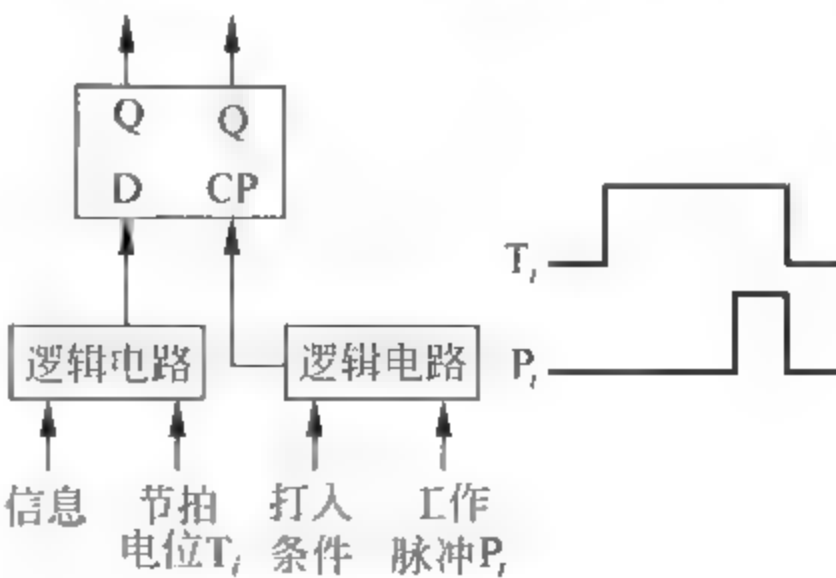 Q Q
D CP
T_i
逻辑电路 逻辑电路
P_i
信息 节拍 打入 工作
电位T_i 条件 脉冲P_i